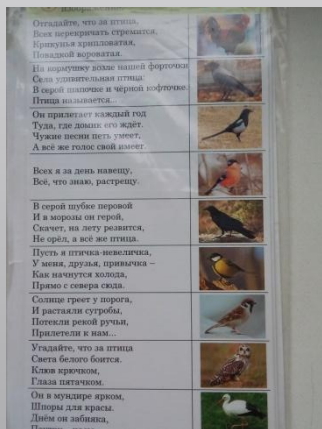 Отгадайте, что за птица,
Всех перекричать стремится,
Крикунья хрипловатая,
Повадкой вороватая.
На кормушку возле нашей форточки
Села удивительная птица:
В серой шапочке и чёрной кофточке.
Птица называется...
Он прилетает каждый год
Туда, где домик его ждёт.
Чужие песни петь умеет,
А всё же голос свой имеет.
Всех я за день навещу,
Всё, что знаю, растрещу.
В серой шубке перовой
И в морозы он герой,
Скачет, на лету резвится,
Не орёл, а всё же птица.
Пусть я птичка-невеличка,
У меня, друзья, привычка –
Как начнутся холода,
Прямо с севера сюда.
Солнце греет у порога,
И растаяли сугробы,
Потекли рекой ручьи,
Прилетели к нам...
Угадайте, что за птица
Света белого боится.
Клюв крючком,
Глаза пятачком.
Он в мундире ярком,
Шпоры для красы.
Днём он забияка,